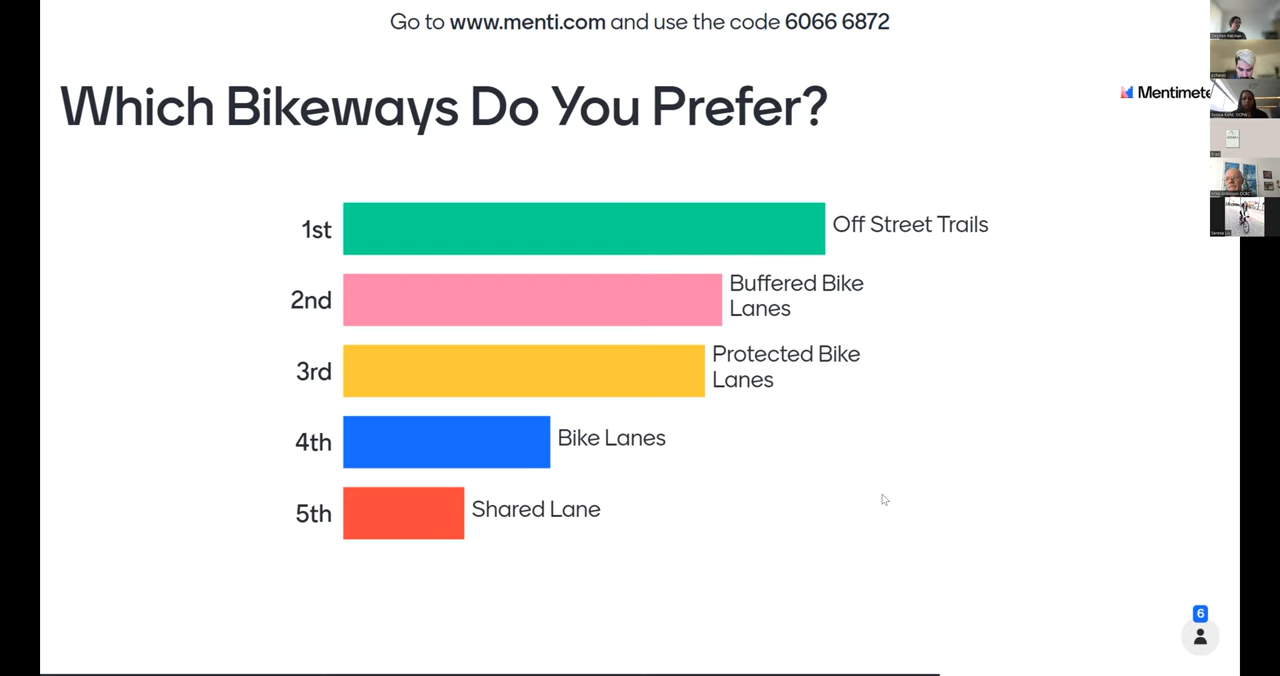 Go to www.menti.com and use the code 6066 6872
Which Bikeways Do You Prefer?
Mentimete
1st
Off Street Trails
2nd
Buffered Bike
Lanes
3rd
Protected Bike
Lanes
4th
Bike Lanes
5th
Shared Lane
6